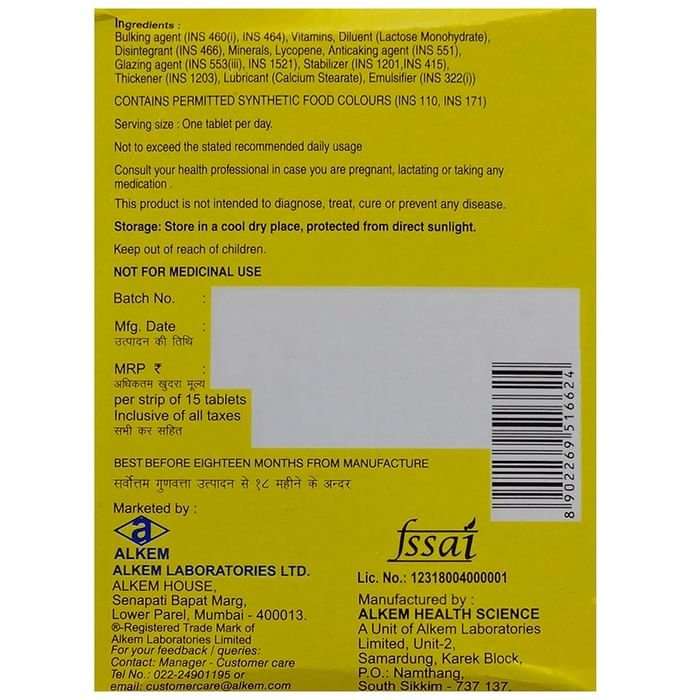 Ingredients :
Bulking agent (INS 460(i), INS 464), Vitamins, Diluent (Lactose Monohydrate),
Disintegrant (INS 466), Minerals, Lycopene, Anticaking agent (INS 551),
Glazing agent (INS 553(iii), INS 1521), Stabilizer (INS 1201,INS 415),
Thickener (INS 1203), Lubricant (Calcium Stearate), Emulsifier (INS 322(i))
CONTAINS PERMITTED SYNTHETIC FOOD COLOURS (INS 110, INS 171)
Serving size : One tablet per day.
Not to exceed the stated recommended daily usage
Consult your health professional in case you are pregnant, lactating or taking any
medication .
This product is not intended to diagnose, treat, cure or prevent any disease.
Storage: Store in a cool dry place, protected from direct sunlight.
Keep out of reach of children.
NOT FOR MEDICINAL USE
Batch No. :
Mfg. Date :
उत्पादन की तिथि
MRP ₹ :
अधिकतम खुदरा मूल्य
per strip of 15 tablets
Inclusive of all taxes
सभी कर सहित
8 902269 516624
BEST BEFORE EIGHTEEN MONTHS FROM MANUFACTURE
सर्वोत्तम गुणवत्ता उत्पादन से १८ महीने के अन्दर
Marketed by :
a
ALKEM
ALKEM LABORATORIES LTD.
ALKEM HOUSE,
Senapati Bapat Marg,
Lower Parel, Mumbai - 400013.
®-Registered Trade Mark of
Alkem Laboratories Limited
For your feedback / queries:
Contact: Manager - Customer care
Tel No.: 022-24901195 or
email: customercare@alkem.com
fssai
Lic. No.: 12318004000001
Manufactured by :
ALKEM HEALTH SCIENCE
A Unit of Alkem Laboratories
Limited, Unit-2,
Samardung, Karek Block,
P.O.: Namthang,
South Sikkim - 737 137.